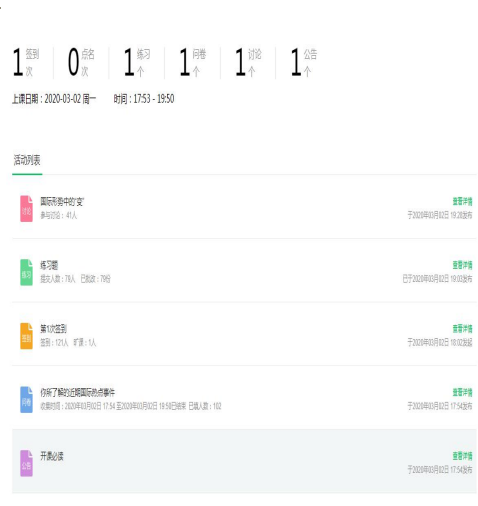 1 签到 次 0 点名 次 1 练习 个 1 问卷 个 1 讨论 个 1 公告 个
上课日期：2020-03-02 周一 时间：17:53 - 19:50
活动列表
讨论 国际形势中的"变" 查看详情
参与讨论：41人 于2020年03月02日 19:28发布
练习 练习题 查看详情
提交人数：79人 已批改：79份 已于2020年03月02日 19:03发布
签到 第1次签到 查看详情
签到：121人 旷课：1人 于2020年03月02日 18:02发起
问卷 你所了解的近期国际热点事件 查看详情
收集时间：2020年03月02日 17:54 至2020年03月02日 19:58已结束 已填人数：102 于2020年03月02日 17:54发布
公告 开课必读 查看详情
于2020年03月02日 17:54发布